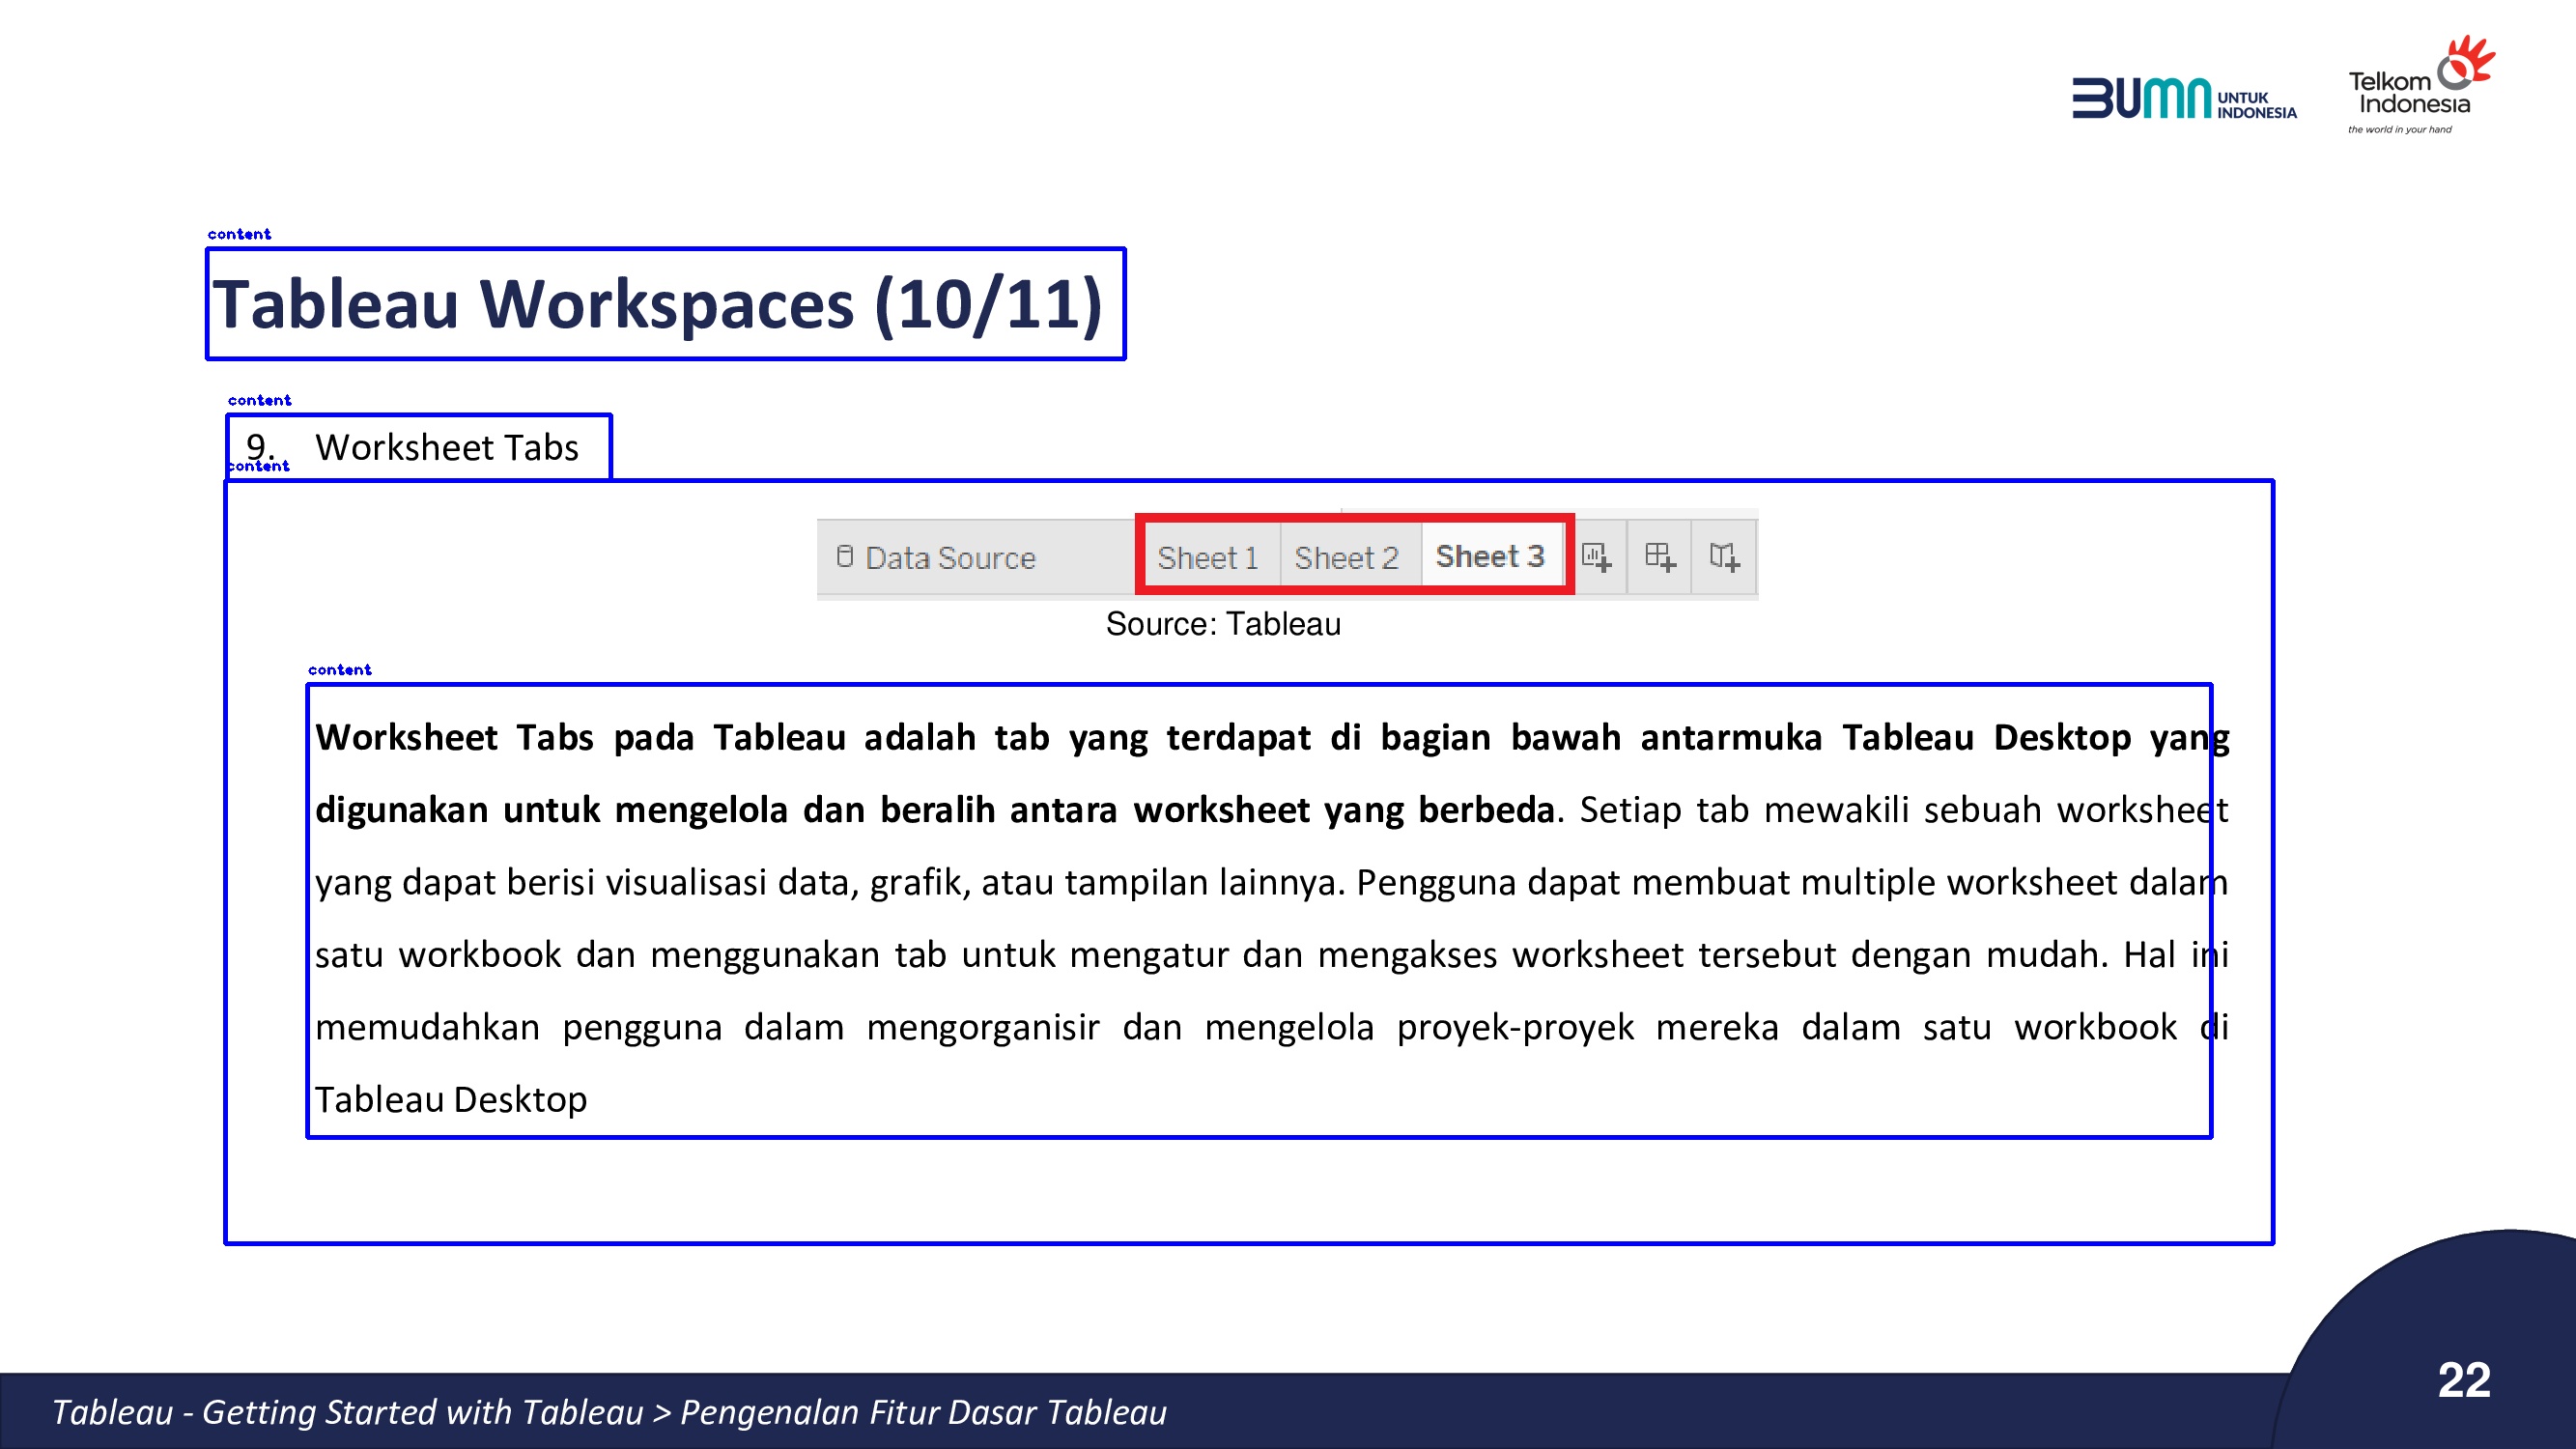 BUMN UNTUK INDONESIA
Telkom Indonesia
the world in your hand
content
Tableau Workspaces (10/11)
content
9. Worksheet Tabs
content
Data Source Sheet 1 Sheet 2 Sheet 3
Source: Tableau
content
Worksheet Tabs pada Tableau adalah tab yang terdapat di bagian bawah antarmuka Tableau Desktop yang
digunakan untuk mengelola dan beralih antara worksheet yang berbeda. Setiap tab mewakili sebuah worksheet
yang dapat berisi visualisasi data, grafik, atau tampilan lainnya. Pengguna dapat membuat multiple worksheet dalam
satu workbook dan menggunakan tab untuk mengatur dan mengakses worksheet tersebut dengan mudah. Hal ini
memudahkan pengguna dalam mengorganisir dan mengelola proyek-proyek mereka dalam satu workbook di
Tableau Desktop
Tableau - Getting Started with Tableau > Pengenalan Fitur Dasar Tableau
22